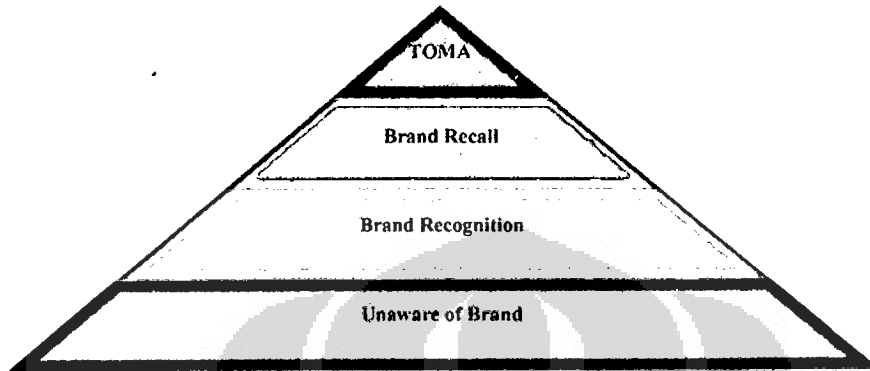 TOMA
Brand Recall
Brand Recognition
Unaware of Brand